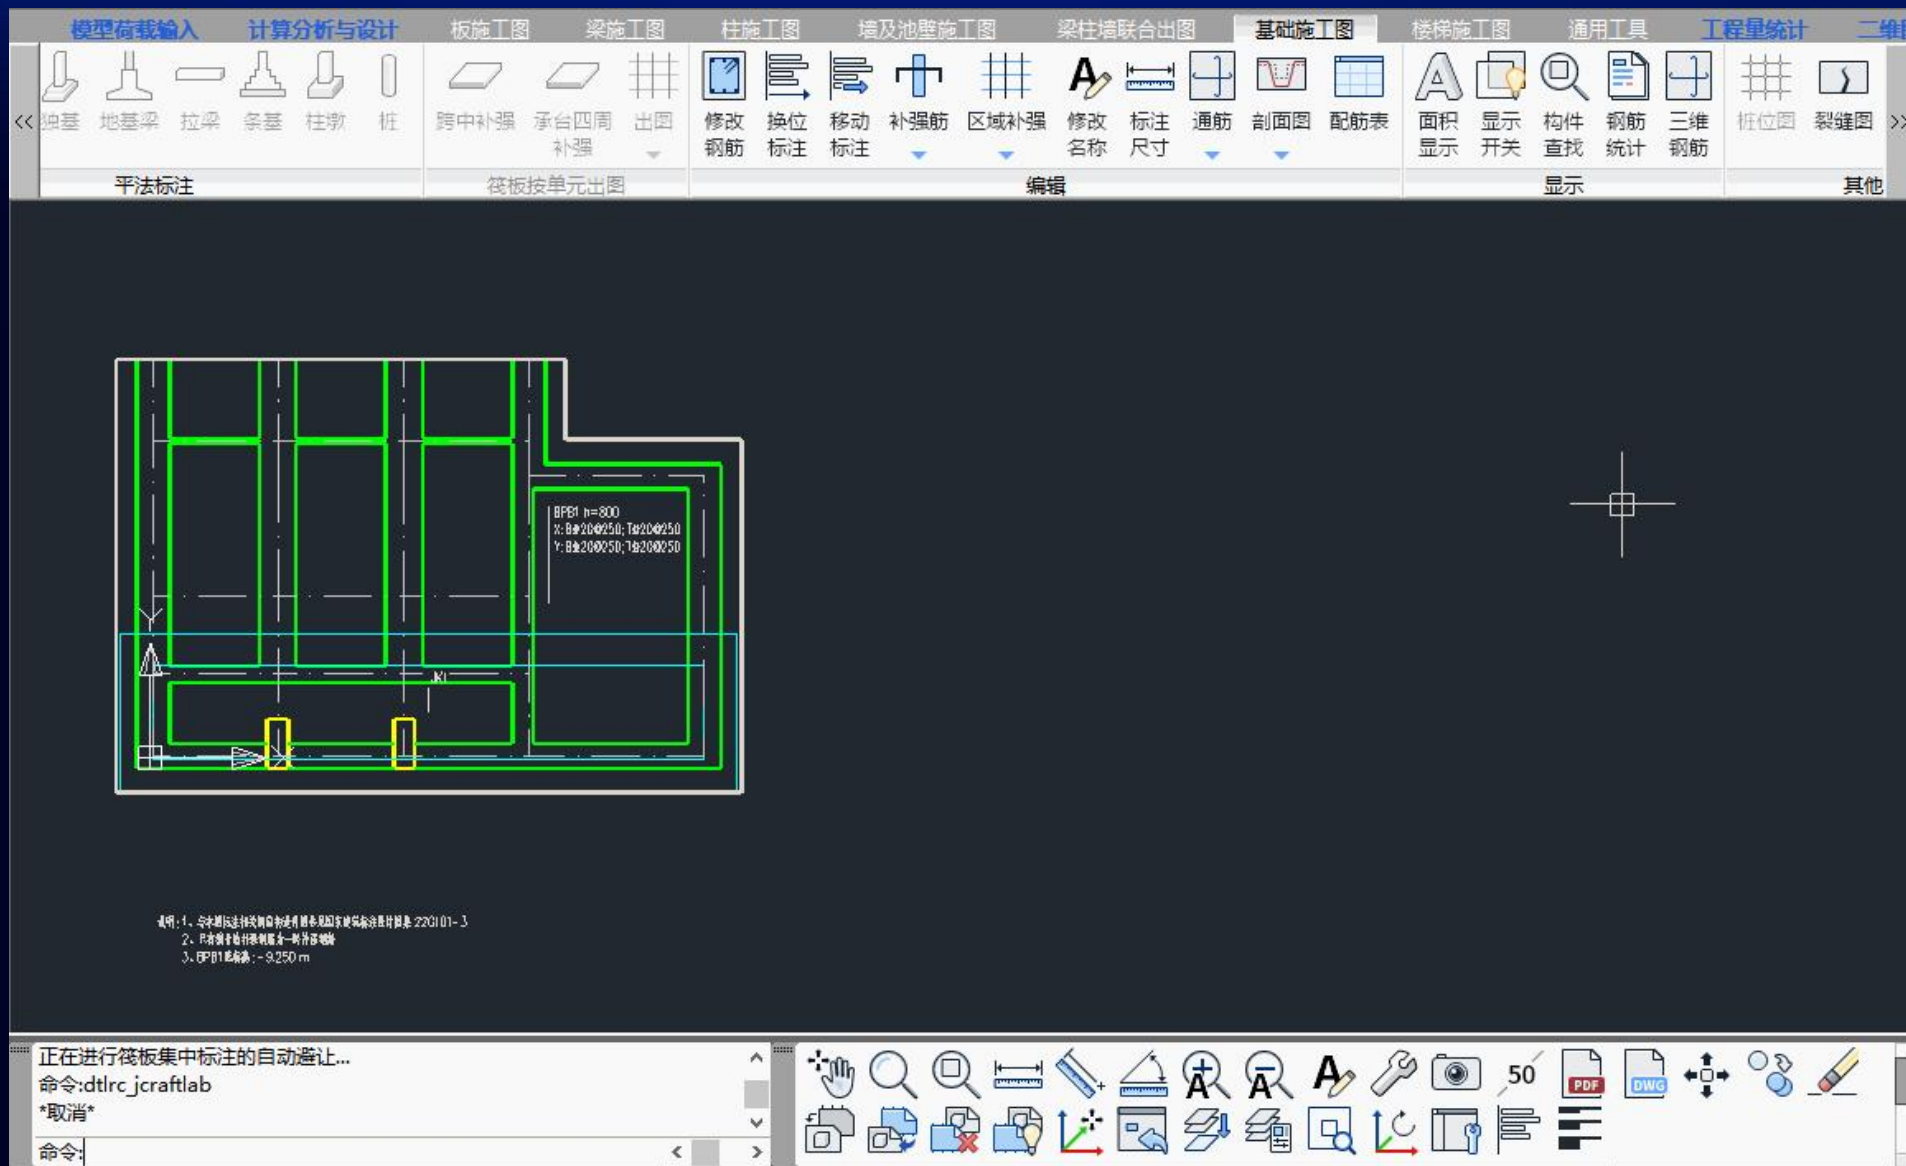 模型荷载输入 计算分析与设计 板施工图 梁施工图 柱施工图 墙及池壁施工图 梁柱墙联合出图 基础施工图 楼梯施工图 通用工具 工程量统计 二维
<< 独基 地基梁 拉梁 条基 柱墩 桩 跨中补强 承台四周补强 出图 修改钢筋 换位标注 移动标注 补强筋 区域补强 修改名称 标注尺寸 通筋 剖面图 配筋表 面积显示 显示开关 构件查找 钢筋统计 三维钢筋 桩位图 裂缝图 >>
平法标注 筏板按单元出图 编辑 显示 其他
BPB1 h=800
22G101-3
-9.250m
正在进行筏板集中标注的自动避让...
命令:dtlrc_jcraftlab
*取消*
命令:
50
PDF
DWG